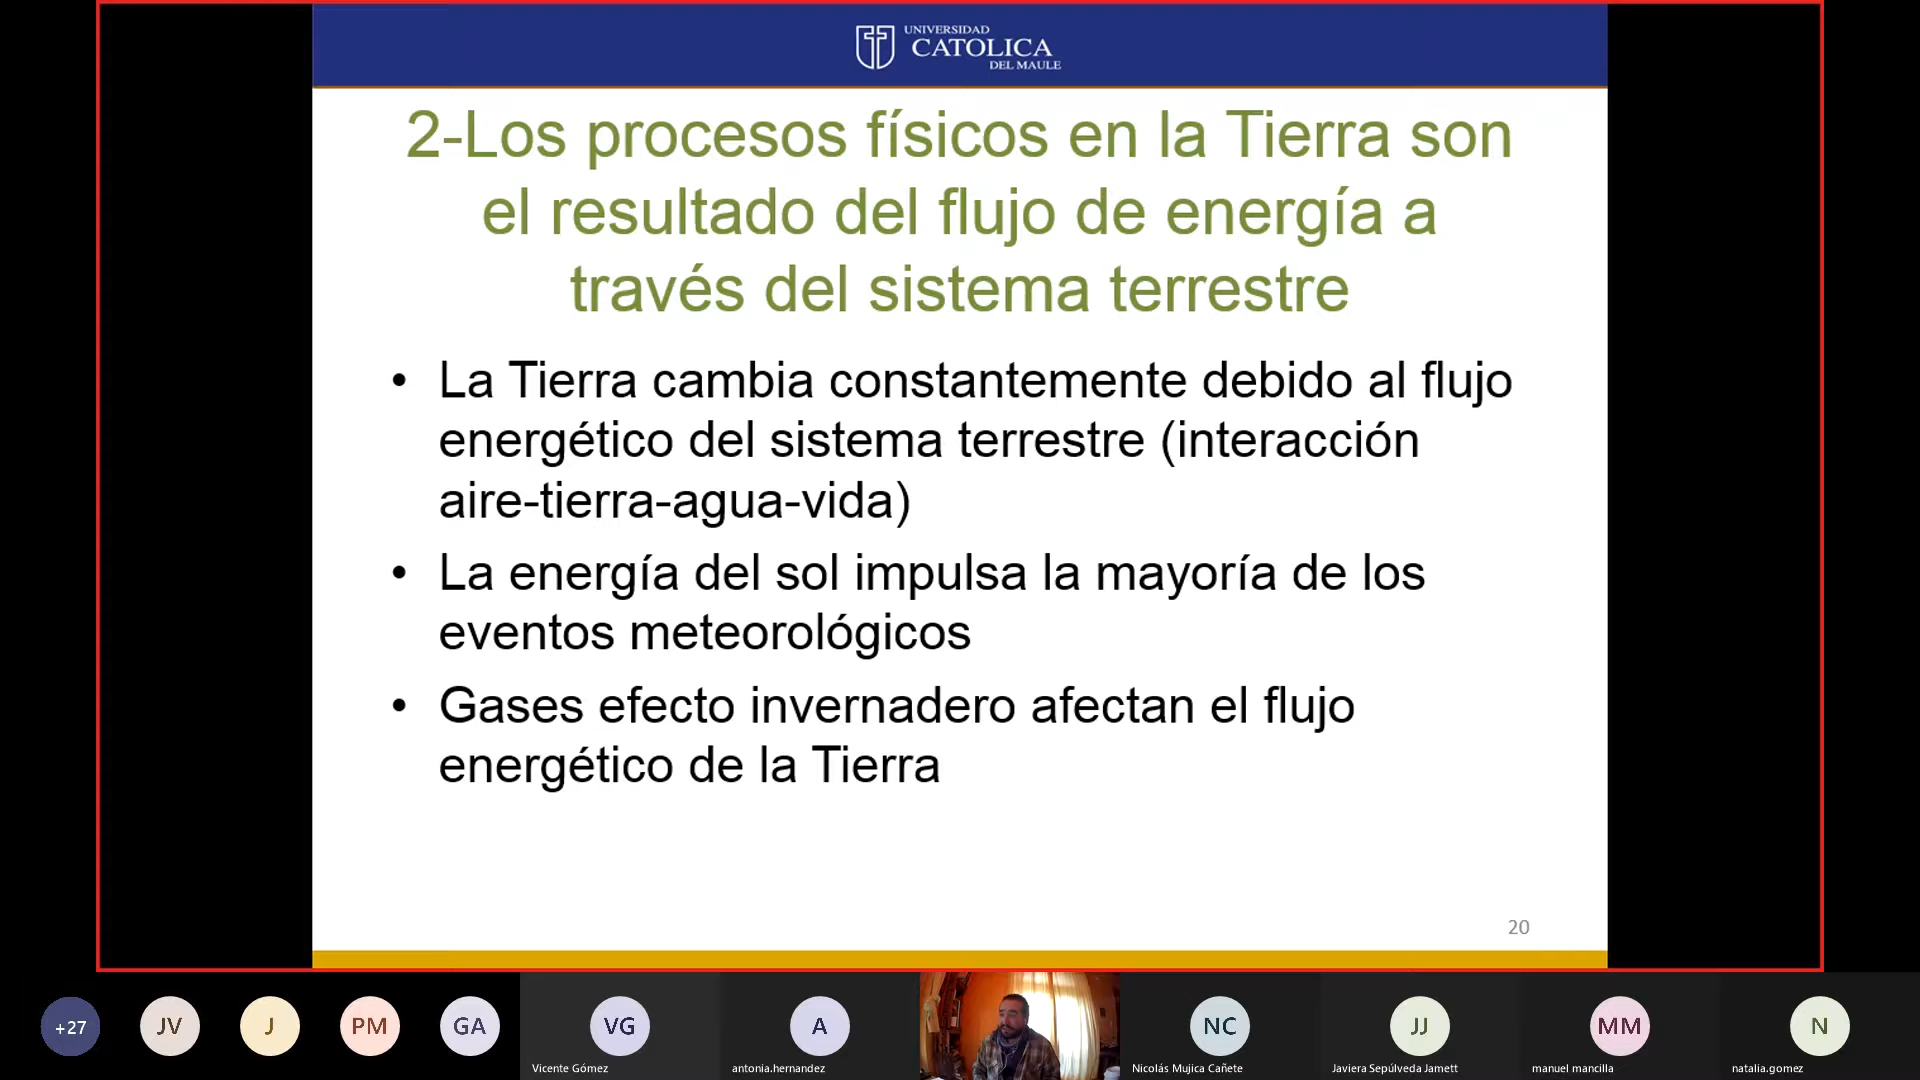 UNIVERSIDAD
CATOLICA
DEL MAULE
2-Los procesos físicos en la Tierra son
el resultado del flujo de energía a
través del sistema terrestre
• La Tierra cambia constantemente debido al flujo
energético del sistema terrestre (interacción
aire-tierra-agua-vida)
• La energía del sol impulsa la mayoría de los
eventos meteorológicos
• Gases efecto invernadero afectan el flujo
energético de la Tierra
20
+27 JV J PM GA VG A NC JJ MM N
Vicente Gómez antonia.hernandez Nicolás Mujica Cañete Javiera Sepúlveda Jamett manuel mancilla natalia.gomez